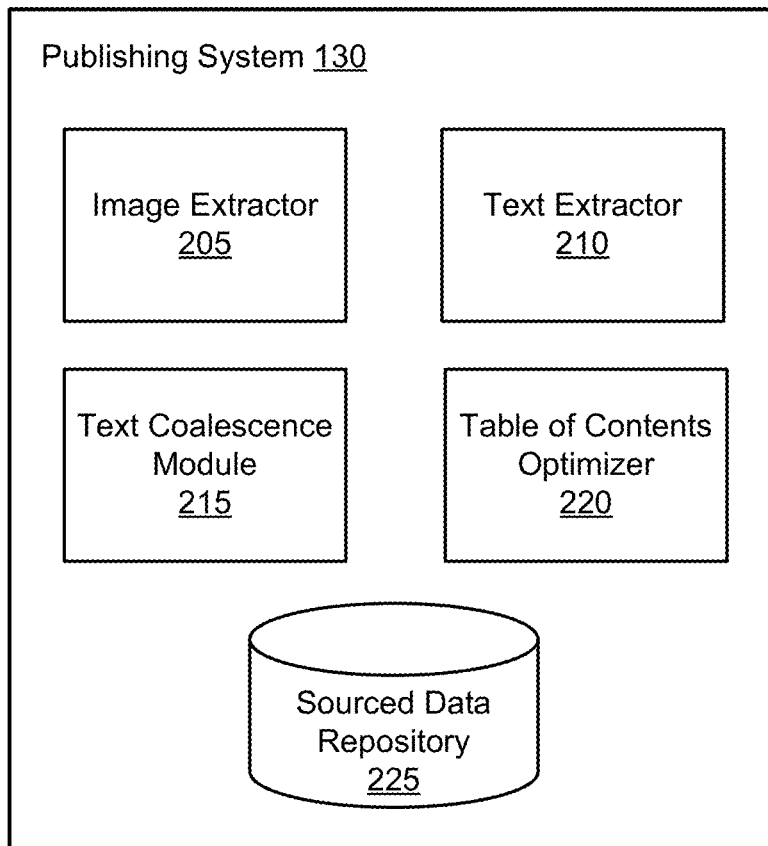 Publishing System 130
Image Extractor
205
Text Extractor
210
Text Coalescence
Module
215
Table of Contents
Optimizer
220
Sourced Data
Repository
225